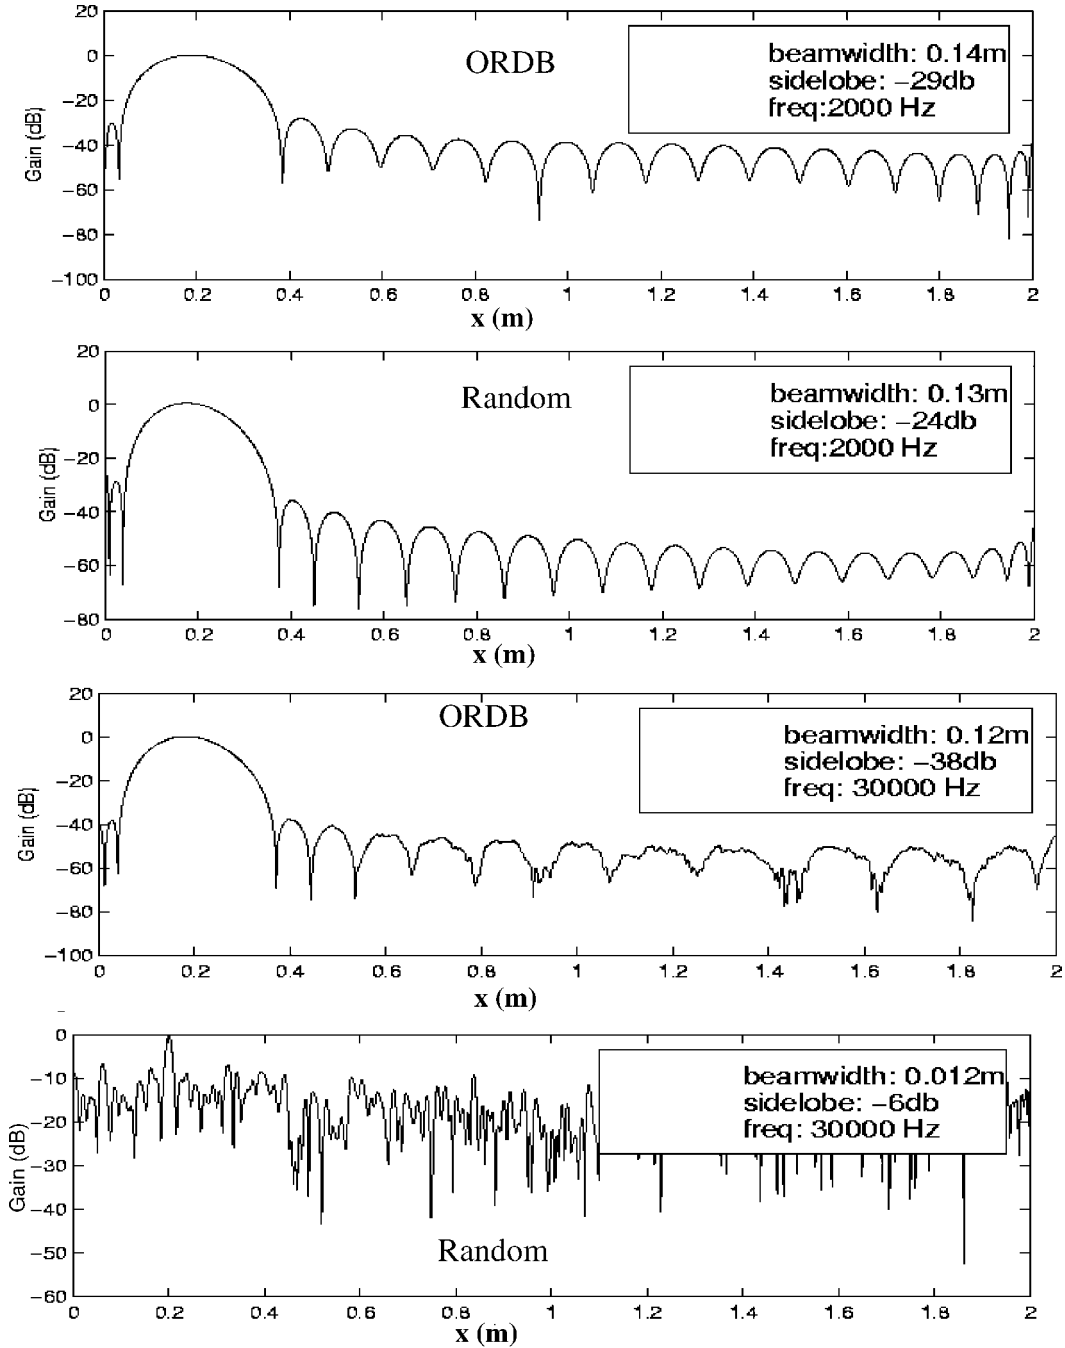 20
0
−20
−40
−60
−80
−100
Gain (dB)
ORDB
beamwidth: 0.14m
sidelobe: −29db
freq:2000 Hz
0 0.2 0.4 0.6 0.8 1 1.2 1.4 1.6 1.8 2
x (m)
20
0
−20
−40
−60
−80
Gain (dB)
Random
beamwidth: 0.13m
sidelobe: −24db
freq:2000 Hz
0 0.2 0.4 0.6 0.8 1 1.2 1.4 1.6 1.8 2
x (m)
20
0
−20
−40
−60
−80
−100
Gain (dB)
ORDB
beamwidth: 0.12m
sidelobe: −38db
freq: 30000 Hz
0 0.2 0.4 0.6 0.8 1 1.2 1.4 1.6 1.8 2
x (m)
0
−10
−20
−30
−40
−50
−60
Gain (dB)
beamwidth: 0.012m
sidelobe: −6db
freq: 30000 Hz
Random
0 0.2 0.4 0.6 0.8 1 1.2 1.4 1.6 1.8 2
x (m)